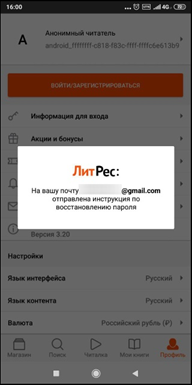 16:00
4G
A
Анонимный читатель
android_ffffffff-c818-f83c-ffff-ffffc6e613b9
ВОЙТИ/ЗАРЕГИСТРИРОВАТЬСЯ
Информация для входа
Акции и бонусы
ЛитРес:
На вашу почту @gmail.com
отправлена инструкция по
восстановлению пароля
Версия 3.20
Настройки
Язык интерфейса Русский
Язык контента Русский
Валюта Российский рубль (₽)
Магазин Поиск Читалка Мои книги Профиль